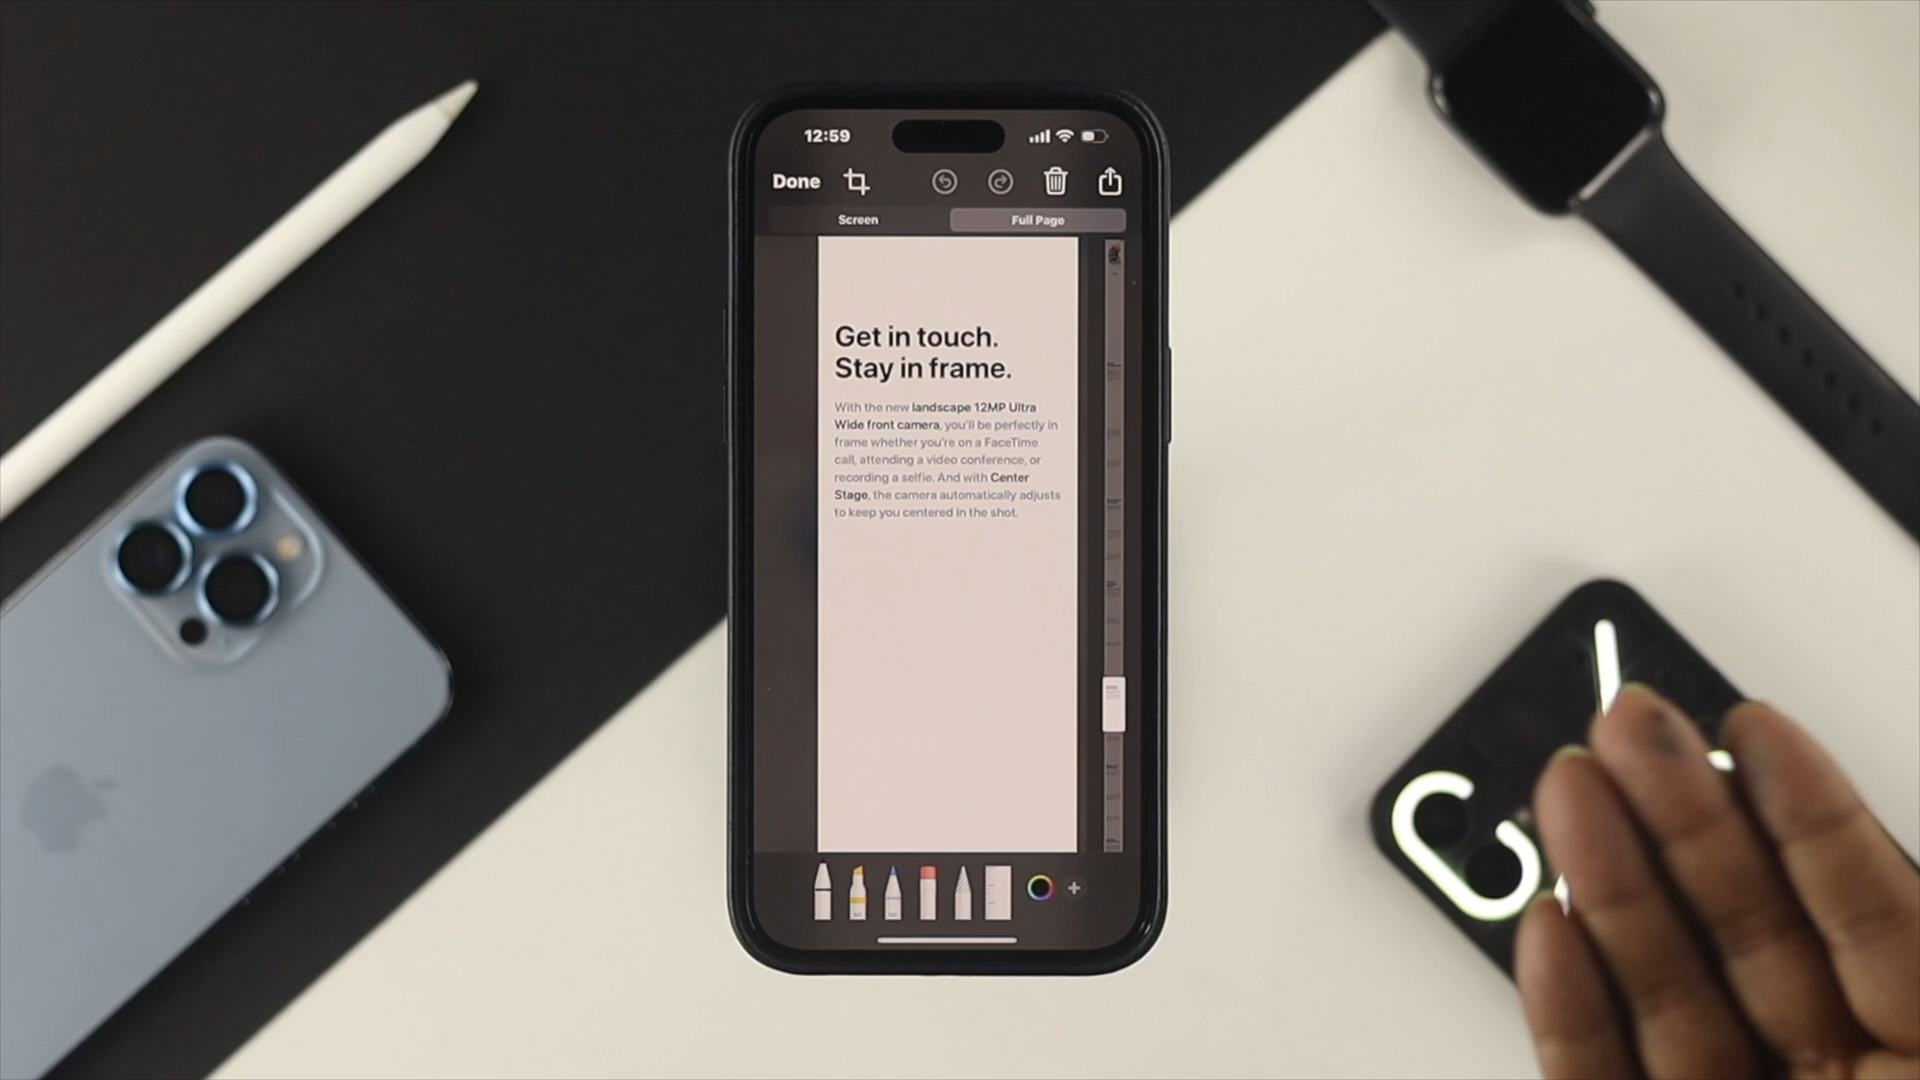 12:59
Done
Screen Full Page
Get in touch.
Stay in frame.
With the new landscape 12MP Ultra
Wide front camera, you'll be perfectly in
frame whether you're on a FaceTime
call, attending a video conference, or
recording a selfie. And with Center
Stage, the camera automatically adjusts
to keep you centered in the shot.